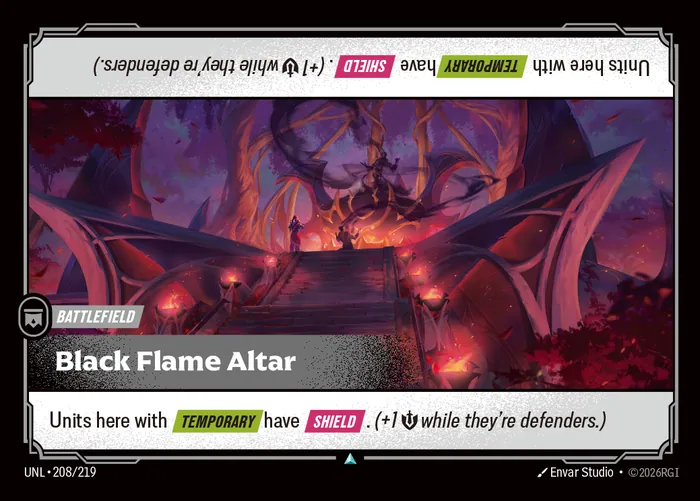 Units here with TEMPORARY have SHIELD. (+1 while they're defenders.)
BATTLEFIELD
Black Flame Altar
Units here with TEMPORARY have SHIELD. (+1 while they're defenders.)
UNL • 208/219
Envar Studio • ©2026RGI